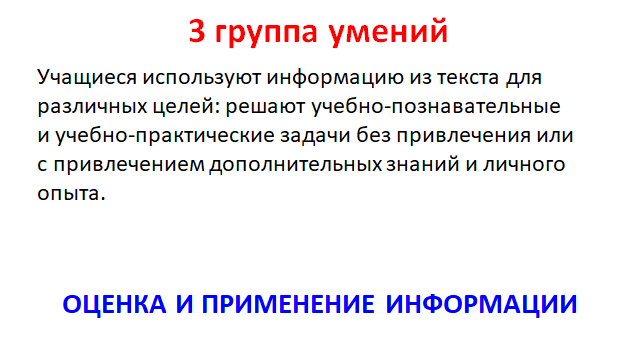 3 группа умений
Учащиеся используют информацию из текста для
различных целей: решают учебно-познавательные
и учебно-практические задачи без привлечения или
с привлечением дополнительных знаний и личного
опыта.
ОЦЕНКА И ПРИМЕНЕНИЕ ИНФОРМАЦИИ